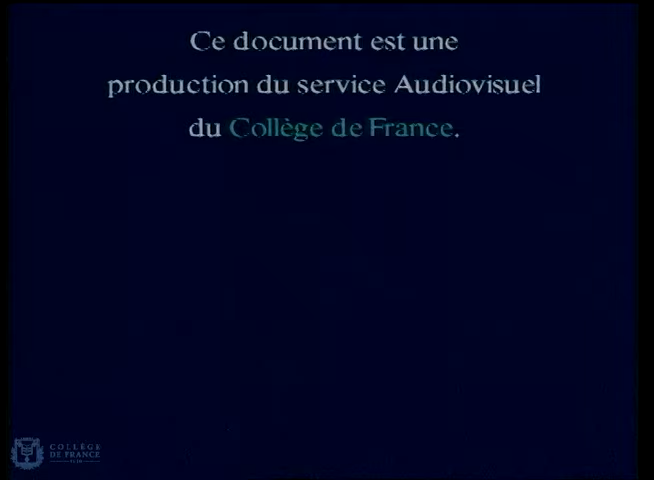 Ce document est une
production du service Audiovisuel
du Collège de France.
COLLÈGE
DE FRANCE